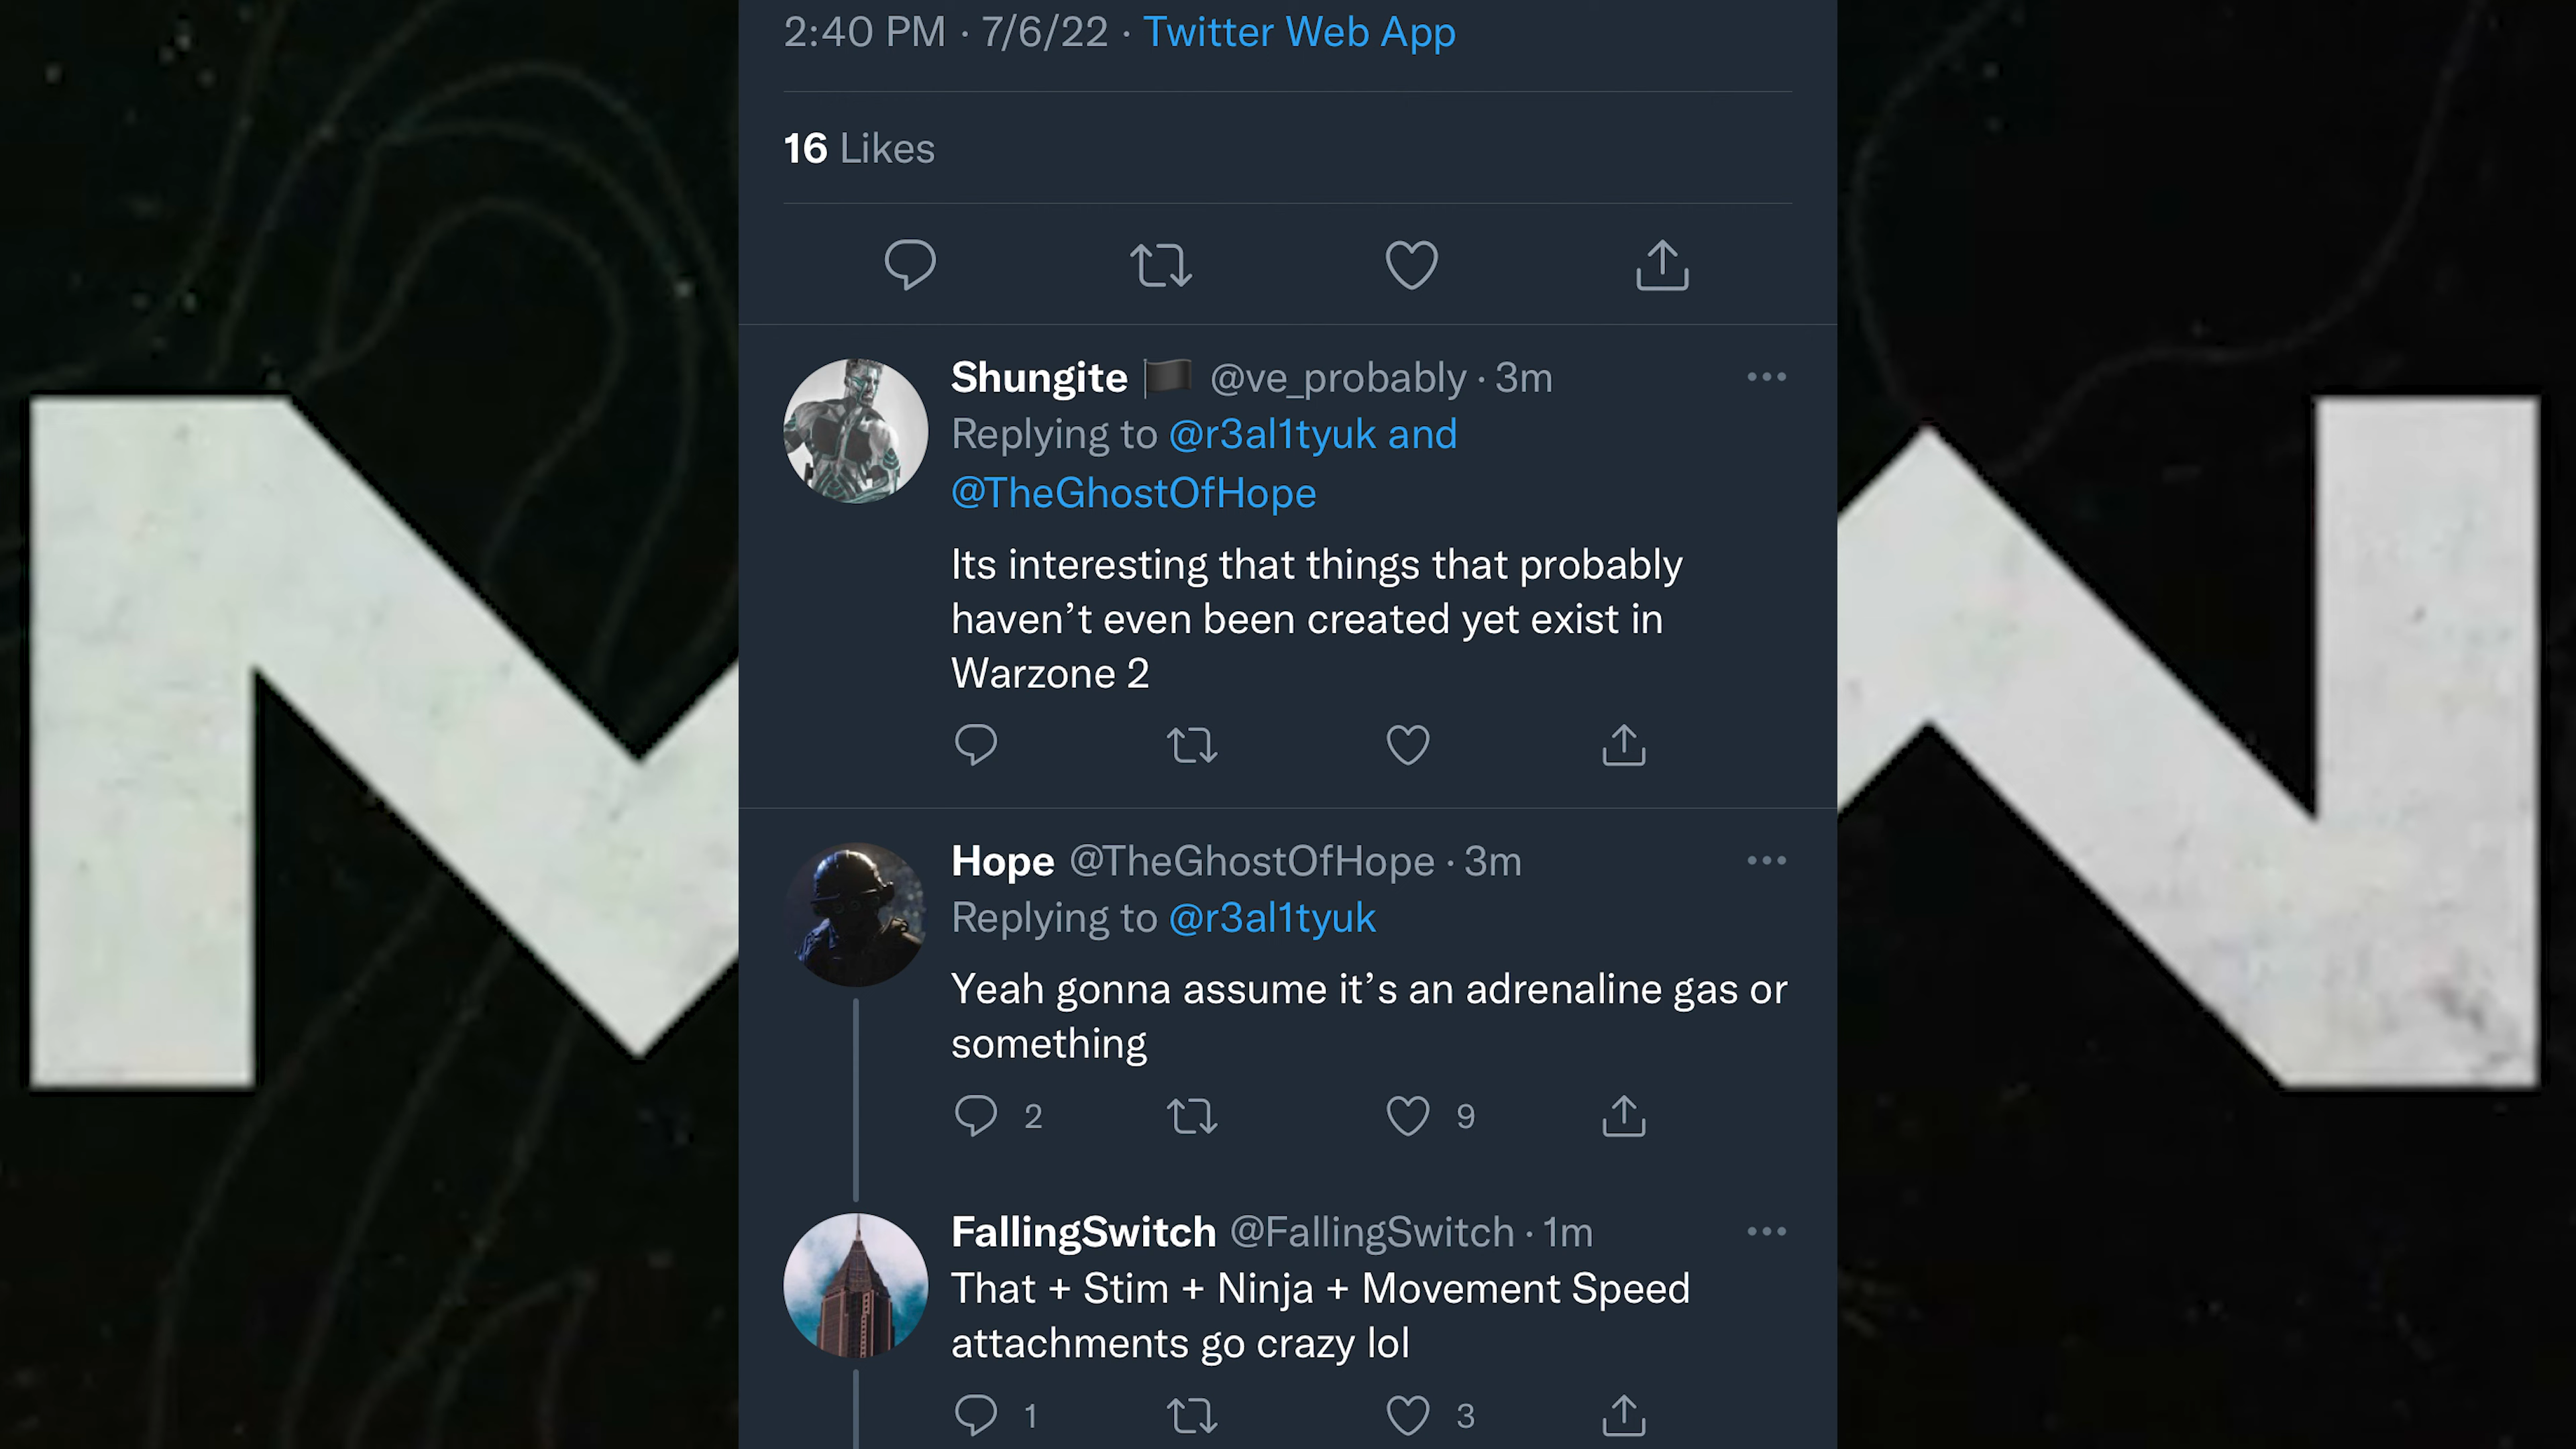 2:40 PM · 7/6/22 · Twitter Web App
16 Likes
Shungite 🏴 @ve_probably · 3m
Replying to @r3al1tyuk and
@TheGhostOfHope
Its interesting that things that probably
haven’t even been created yet exist in
Warzone 2
Hope @TheGhostOfHope · 3m
Replying to @r3al1tyuk
Yeah gonna assume it’s an adrenaline gas or
something
2
9
FallingSwitch @FallingSwitch · 1m
That + Stim + Ninja + Movement Speed
attachments go crazy lol
1
3